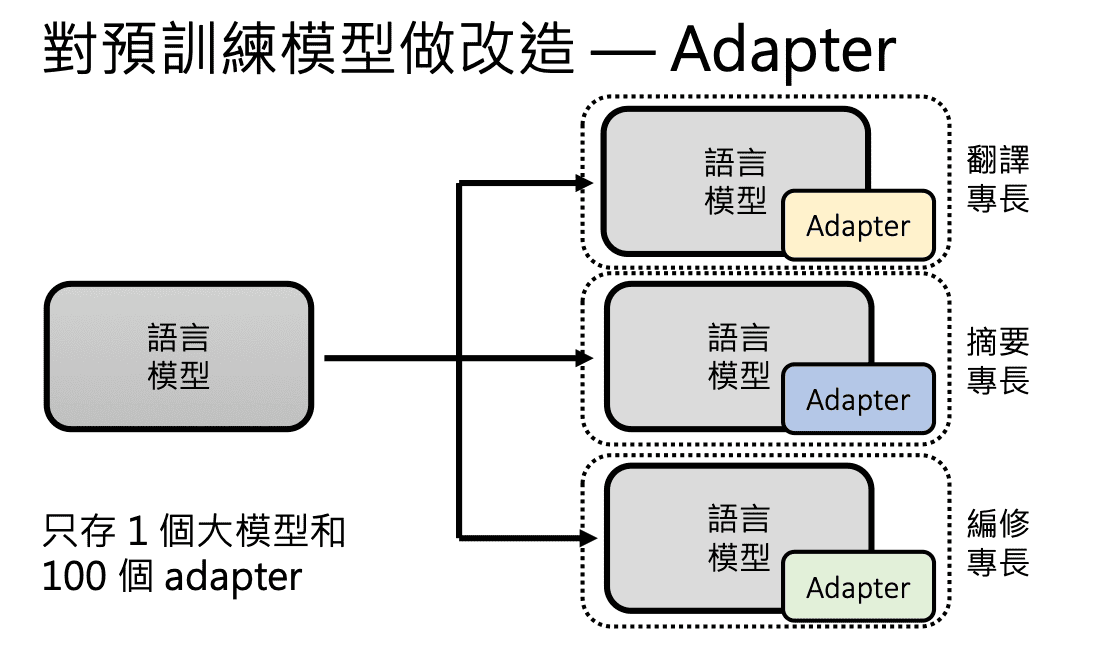 對預訓練模型做改造 — Adapter
語言
模型
Adapter
翻譯
專長
語言
模型
語言
模型
Adapter
摘要
專長
語言
模型
Adapter
編修
專長
只存 1 個大模型和
100 個 adapter